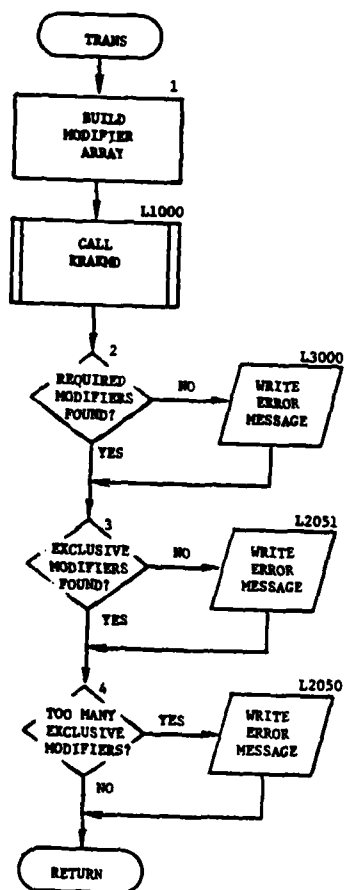 TRANS
1
BUILD
MODIFIER
ARRAY
L1000
CALL
KRAKMD
2
REQUIRED
MODIFIERS
FOUND?
NO
YES
L3000
WRITE
ERROR
MESSAGE
3
EXCLUSIVE
MODIFIERS
FOUND?
NO
YES
L2051
WRITE
ERROR
MESSAGE
4
TOO MANY
EXCLUSIVE
MODIFIERS?
YES
NO
L2050
WRITE
ERROR
MESSAGE
RETURN